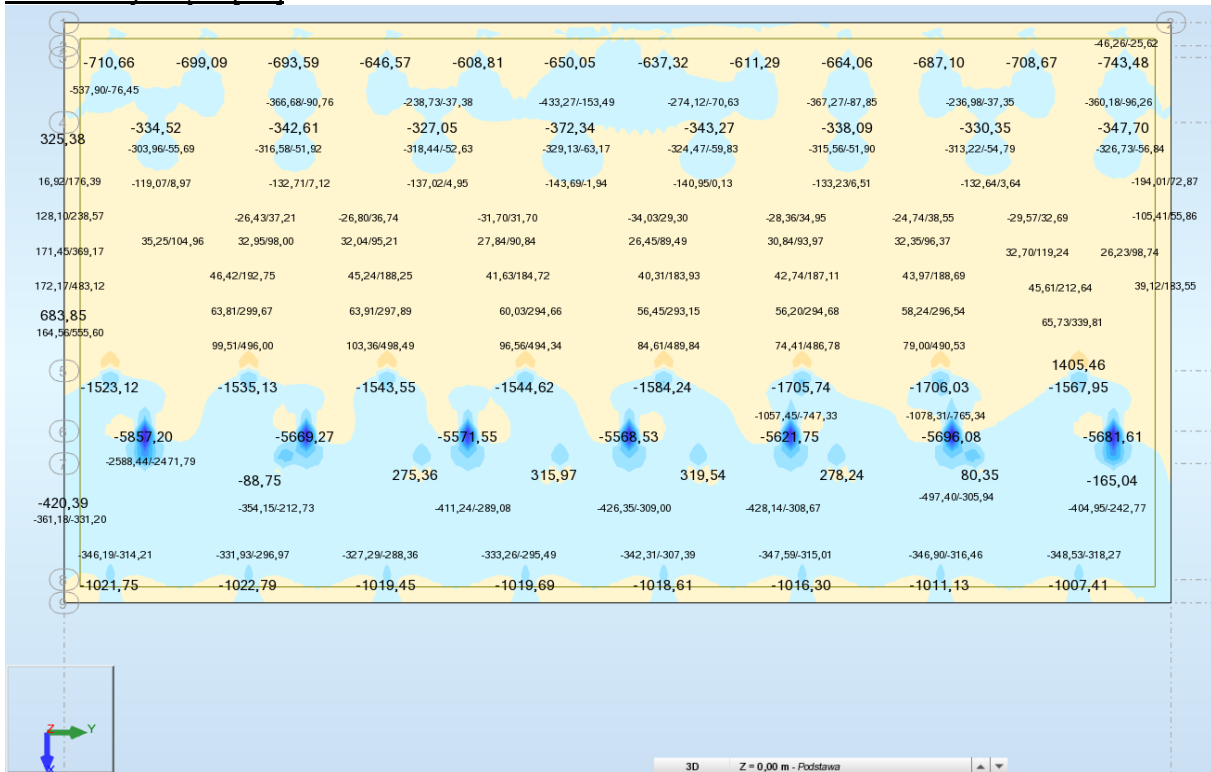 1 2
-46,26/-25,62
2
3 -710,66 -699,09 -693,59 -646,57 -608,81 -650,05 -637,32 -611,29 -664,06 -687,10 -708,67 -743,48
-537,90/-76,45
-366,68/-90,76 -238,73/-37,38 -433,27/-153,49 -274,12/-70,63 -367,27/-87,85 -236,98/-37,35 -360,18/-96,26
4 -334,52 -342,61 -327,05 -372,34 -343,27 -338,09 -330,35 -347,70
325,38
-303,96/-55,69 -316,58/-51,92 -318,44/-52,63 -329,13/-63,17 -324,47/-59,83 -315,56/-51,90 -313,22/-54,79 -326,73/-56,84
16,92/176,39 -119,07/8,97 -132,71/7,12 -137,02/4,95 -143,69/-1,94 -140,95/0,13 -133,23/6,51 -132,64/3,64 -194,01/72,87
128,10/238,57 -26,43/37,21 -26,80/36,74 -31,70/31,70 -34,03/29,30 -28,36/34,95 -24,74/38,55 -29,57/32,69 -105,41/55,86
35,25/104,96 32,95/98,00 32,04/95,21 27,84/90,84 26,45/89,49 30,84/93,97 32,35/96,37
171,45/369,17 32,70/119,24 26,23/98,74
46,42/192,75 45,24/188,25 41,63/184,72 40,31/183,93 42,74/187,11 43,97/188,69
172,17/483,12 45,61/212,64 39,12/183,55
683,85 63,81/299,67 63,91/297,89 60,03/294,66 56,45/293,15 56,20/294,68 58,24/296,54
65,73/339,81
164,56/555,60
99,51/496,00 103,36/498,49 96,56/494,34 84,61/489,84 74,41/486,78 79,00/490,53
5 1405,46
-1523,12 -1535,13 -1543,55 -1544,62 -1584,24 -1705,74 -1706,03 -1567,95
-1057,45/-747,33 -1078,31/-765,34
6 -5857,20 -5669,27 -5571,55 -5568,53 -5621,75 -5696,08 -5681,61
7 -2588,44/-2471,79
-88,75 275,36 315,97 319,54 278,24 80,35 -165,04
-420,39 -354,15/-212,73 -411,24/-289,08 -426,35/-309,00 -428,14/-308,67 -497,40/-305,94 -404,95/-242,77
-361,18/-331,20
-346,19/-314,21 -331,93/-296,97 -327,29/-288,36 -333,26/-295,49 -342,31/-307,39 -347,59/-315,01 -346,90/-316,46 -348,53/-318,27
8 -1021,75 -1022,79 -1019,45 -1019,69 -1018,61 -1016,30 -1011,13 -1007,41
9
Z Y
X
3D Z = 0,00 m - Podstawa